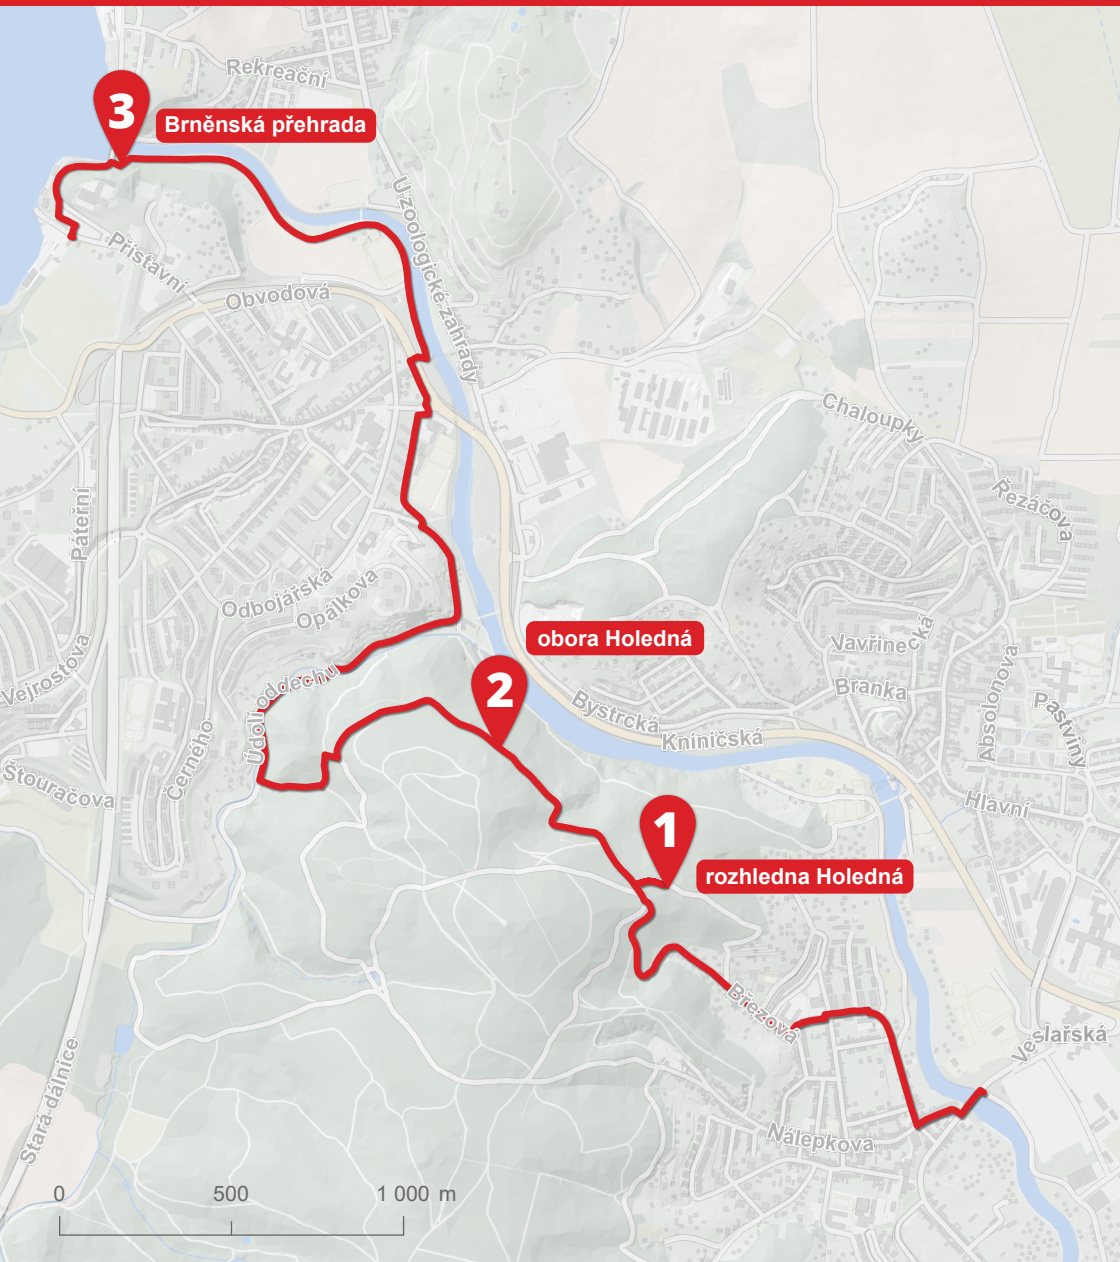 Rekreační
3
Brněnská přehrada
U zoologické zahrady
Přístavní
Obvodová
Chaloupky
Řezáčova
Páteřní
Odbojářská
Opálkova
obora Holedná
Vavřinecká
Vejrostova
Údolí oddechu
2
Branka
Absolonova
Pastviny
Bystrcká
Kníničská
Černého
Štouračova
Hlavní
1
rozhledna Holedná
Březová
Veslařská
Stará dálnice
Nálepkova
0 500 1 000 m